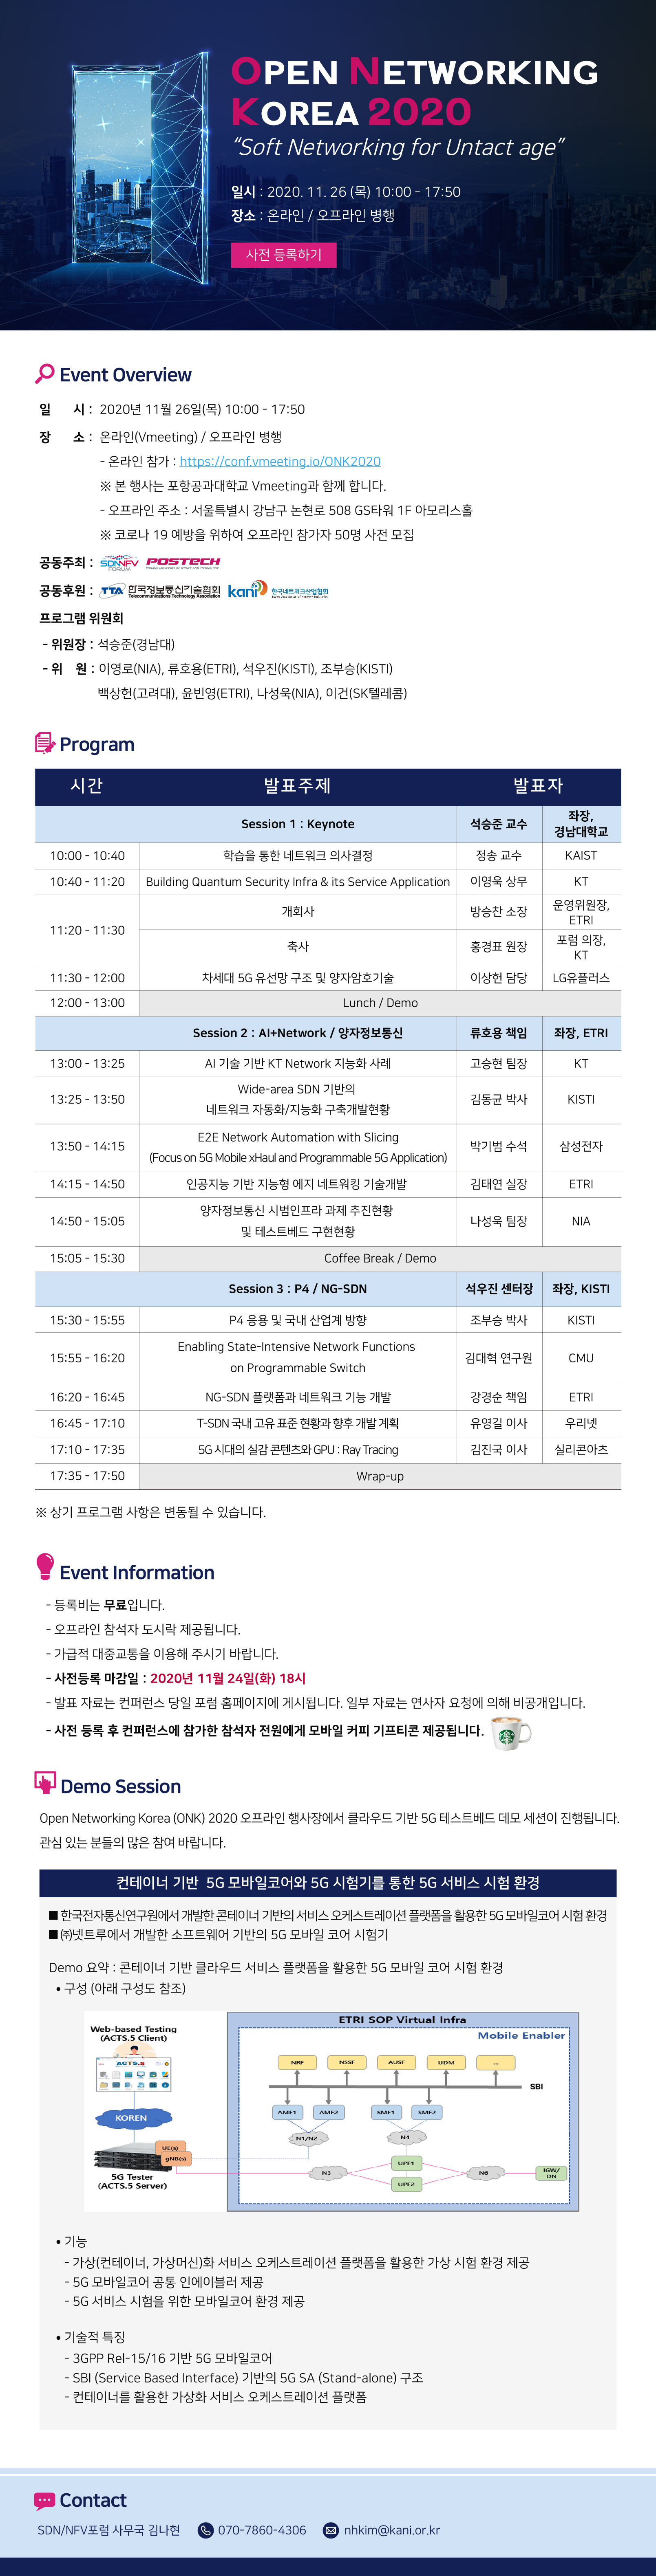 OPEN NETWORKING
KOREA 2020
“Soft Networking for Untact age”
일시 : 2020. 11. 26 (목) 10:00 - 17:50
장소 : 온라인 / 오프라인 병행
사전 등록하기
Event Overview
일 시 : 2020년 11월 26일(목) 10:00 - 17:50
장 소 : 온라인(Vmeeting) / 오프라인 병행
- 온라인 참가 : https://conf.vmeeting.io/ONK2020
※ 본 행사는 포항공과대학교 Vmeeting과 함께 합니다.
- 오프라인 주소 : 서울특별시 강남구 논현로 508 GS타워 1F 아모리스홀
※ 코로나 19 예방을 위하여 오프라인 참가자 50명 사전 모집
공동주최 : SDN/NFV FORUM POSTECH
공동후원 : TTA 한국정보통신기술협회 Telecommunications Technology Association kani 한국네트워크산업협회
프로그램 위원회
- 위원장 : 석승준(경남대)
- 위 원 : 이영로(NIA), 류호용(ETRI), 석우진(KISTI), 조부승(KISTI)
백상헌(고려대), 윤빈영(ETRI), 나성욱(NIA), 이건(SK텔레콤)
Program
시간 발표주제 발표자
Session 1 : Keynote 석승준 교수 좌장, 경남대학교
10:00 - 10:40 학습을 통한 네트워크 의사결정 정송 교수 KAIST
10:40 - 11:20 Building Quantum Security Infra & its Service Application 이영욱 상무 KT
11:20 - 11:30 개회사 방승찬 소장 운영위원장, ETRI
축사 홍경표 원장 포럼 의장, KT
11:30 - 12:00 차세대 5G 유선망 구조 및 양자암호기술 이상헌 담당 LG유플러스
12:00 - 13:00 Lunch / Demo
Session 2 : AI+Network / 양자정보통신 류호용 책임 좌장, ETRI
13:00 - 13:25 AI 기술 기반 KT Network 지능화 사례 고승현 팀장 KT
13:25 - 13:50 Wide-area SDN 기반의 네트워크 자동화/지능화 구축개발현황 김동균 박사 KISTI
13:50 - 14:15 E2E Network Automation with Slicing (Focus on 5G Mobile xHaul and Programmable 5G Application) 박기범 수석 삼성전자
14:15 - 14:50 인공지능 기반 지능형 에지 네트워킹 기술개발 김태연 실장 ETRI
14:50 - 15:05 양자정보통신 시범인프라 과제 추진현황 및 테스트베드 구현현황 나성욱 팀장 NIA
15:05 - 15:30 Coffee Break / Demo
Session 3 : P4 / NG-SDN 석우진 센터장 좌장, KISTI
15:30 - 15:55 P4 응용 및 국내 산업계 방향 조부승 박사 KISTI
15:55 - 16:20 Enabling State-Intensive Network Functions on Programmable Switch 김대혁 연구원 CMU
16:20 - 16:45 NG-SDN 플랫폼과 네트워크 기능 개발 강경순 책임 ETRI
16:45 - 17:10 T-SDN 국내 고유 표준 현황과 향후 개발 계획 유영길 이사 우리넷
17:10 - 17:35 5G 시대의 실감 콘텐츠와 GPU : Ray Tracing 김진국 이사 실리콘아츠
17:35 - 17:50 Wrap-up
※ 상기 프로그램 사항은 변동될 수 있습니다.
Event Information
- 등록비는 무료입니다.
- 오프라인 참석자 도시락 제공됩니다.
- 가급적 대중교통을 이용해 주시기 바랍니다.
- 사전등록 마감일 : 2020년 11월 24일(화) 18시
- 발표 자료는 컨퍼런스 당일 포럼 홈페이지에 게시됩니다. 일부 자료는 연사자 요청에 의해 비공개입니다.
- 사전 등록 후 컨퍼런스에 참가한 참석자 전원에게 모바일 커피 기프티콘 제공됩니다.
Demo Session
Open Networking Korea (ONK) 2020 오프라인 행사장에서 클라우드 기반 5G 테스트베드 데모 세션이 진행됩니다.
관심 있는 분들의 많은 참여 바랍니다.
컨테이너 기반 5G 모바일코어와 5G 시험기를 통한 5G 서비스 시험 환경
■ 한국전자통신연구원에서 개발한 콘테이너 기반의 서비스 오케스트레이션 플랫폼을 활용한 5G 모바일코어 시험 환경
■ ㈜넷트루에서 개발한 소프트웨어 기반의 5G 모바일 코어 시험기
Demo 요약 : 콘테이너 기반 클라우드 서비스 플랫폼을 활용한 5G 모바일 코어 시험 환경
• 구성 (아래 구성도 참조)
ETRI SOP Virtual Infra
Web-based Testing
(ACTS.5 Client)
Mobile Enabler
ACTS.5
NRF NSSF AUSF UDM ...
SBI
KOREN
AMF1 AMF2 SMF1 SMF2
N1/N2 N4
UE(s)
gNB(s)
5G Tester
(ACTS.5 Server)
UPF1
N3 N6 IGW/DN
UPF2
• 기능
- 가상(컨테이너, 가상머신)화 서비스 오케스트레이션 플랫폼을 활용한 가상 시험 환경 제공
- 5G 모바일코어 공통 인에이블러 제공
- 5G 서비스 시험을 위한 모바일코어 환경 제공
• 기술적 특징
- 3GPP Rel-15/16 기반 5G 모바일코어
- SBI (Service Based Interface) 기반의 5G SA (Stand-alone) 구조
- 컨테이너를 활용한 가상화 서비스 오케스트레이션 플랫폼
Contact
SDN/NFV포럼 사무국 김나현 070-7860-4306 nhkim@kani.or.kr